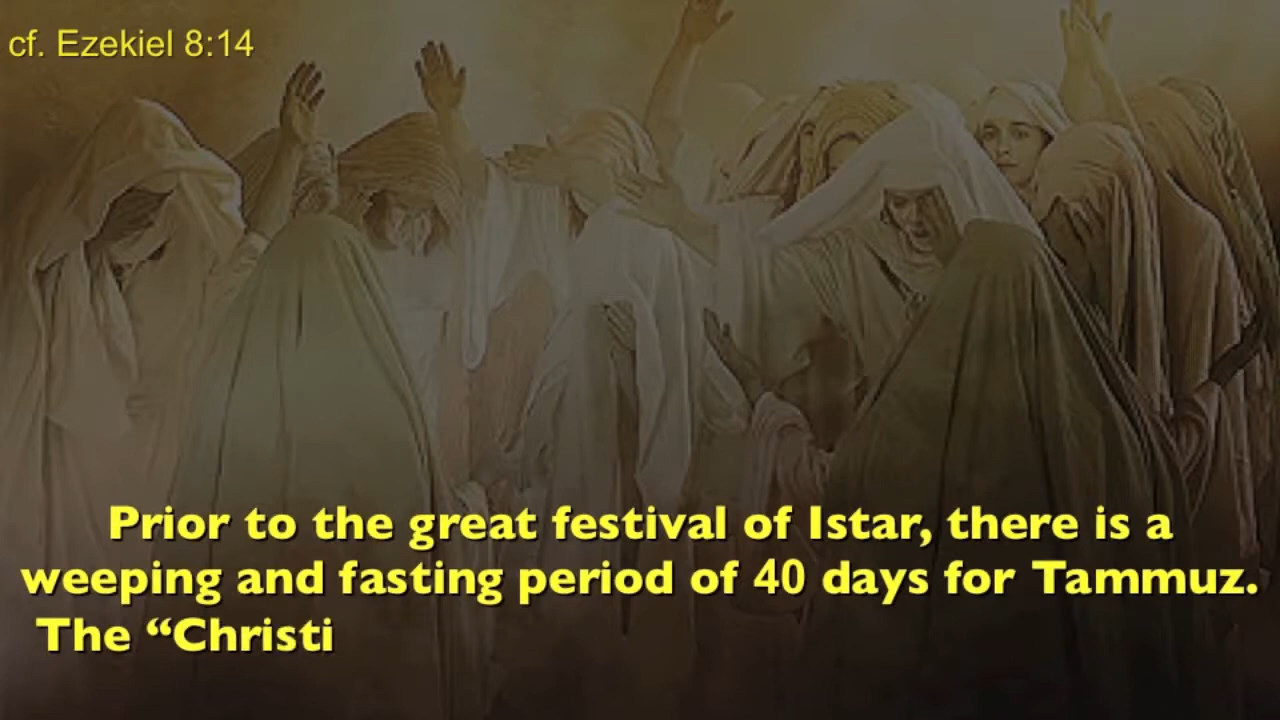 cf. Ezekiel 8:14
Prior to the great festival of Istar, there is a
weeping and fasting period of 40 days for Tammuz.
The “Christi